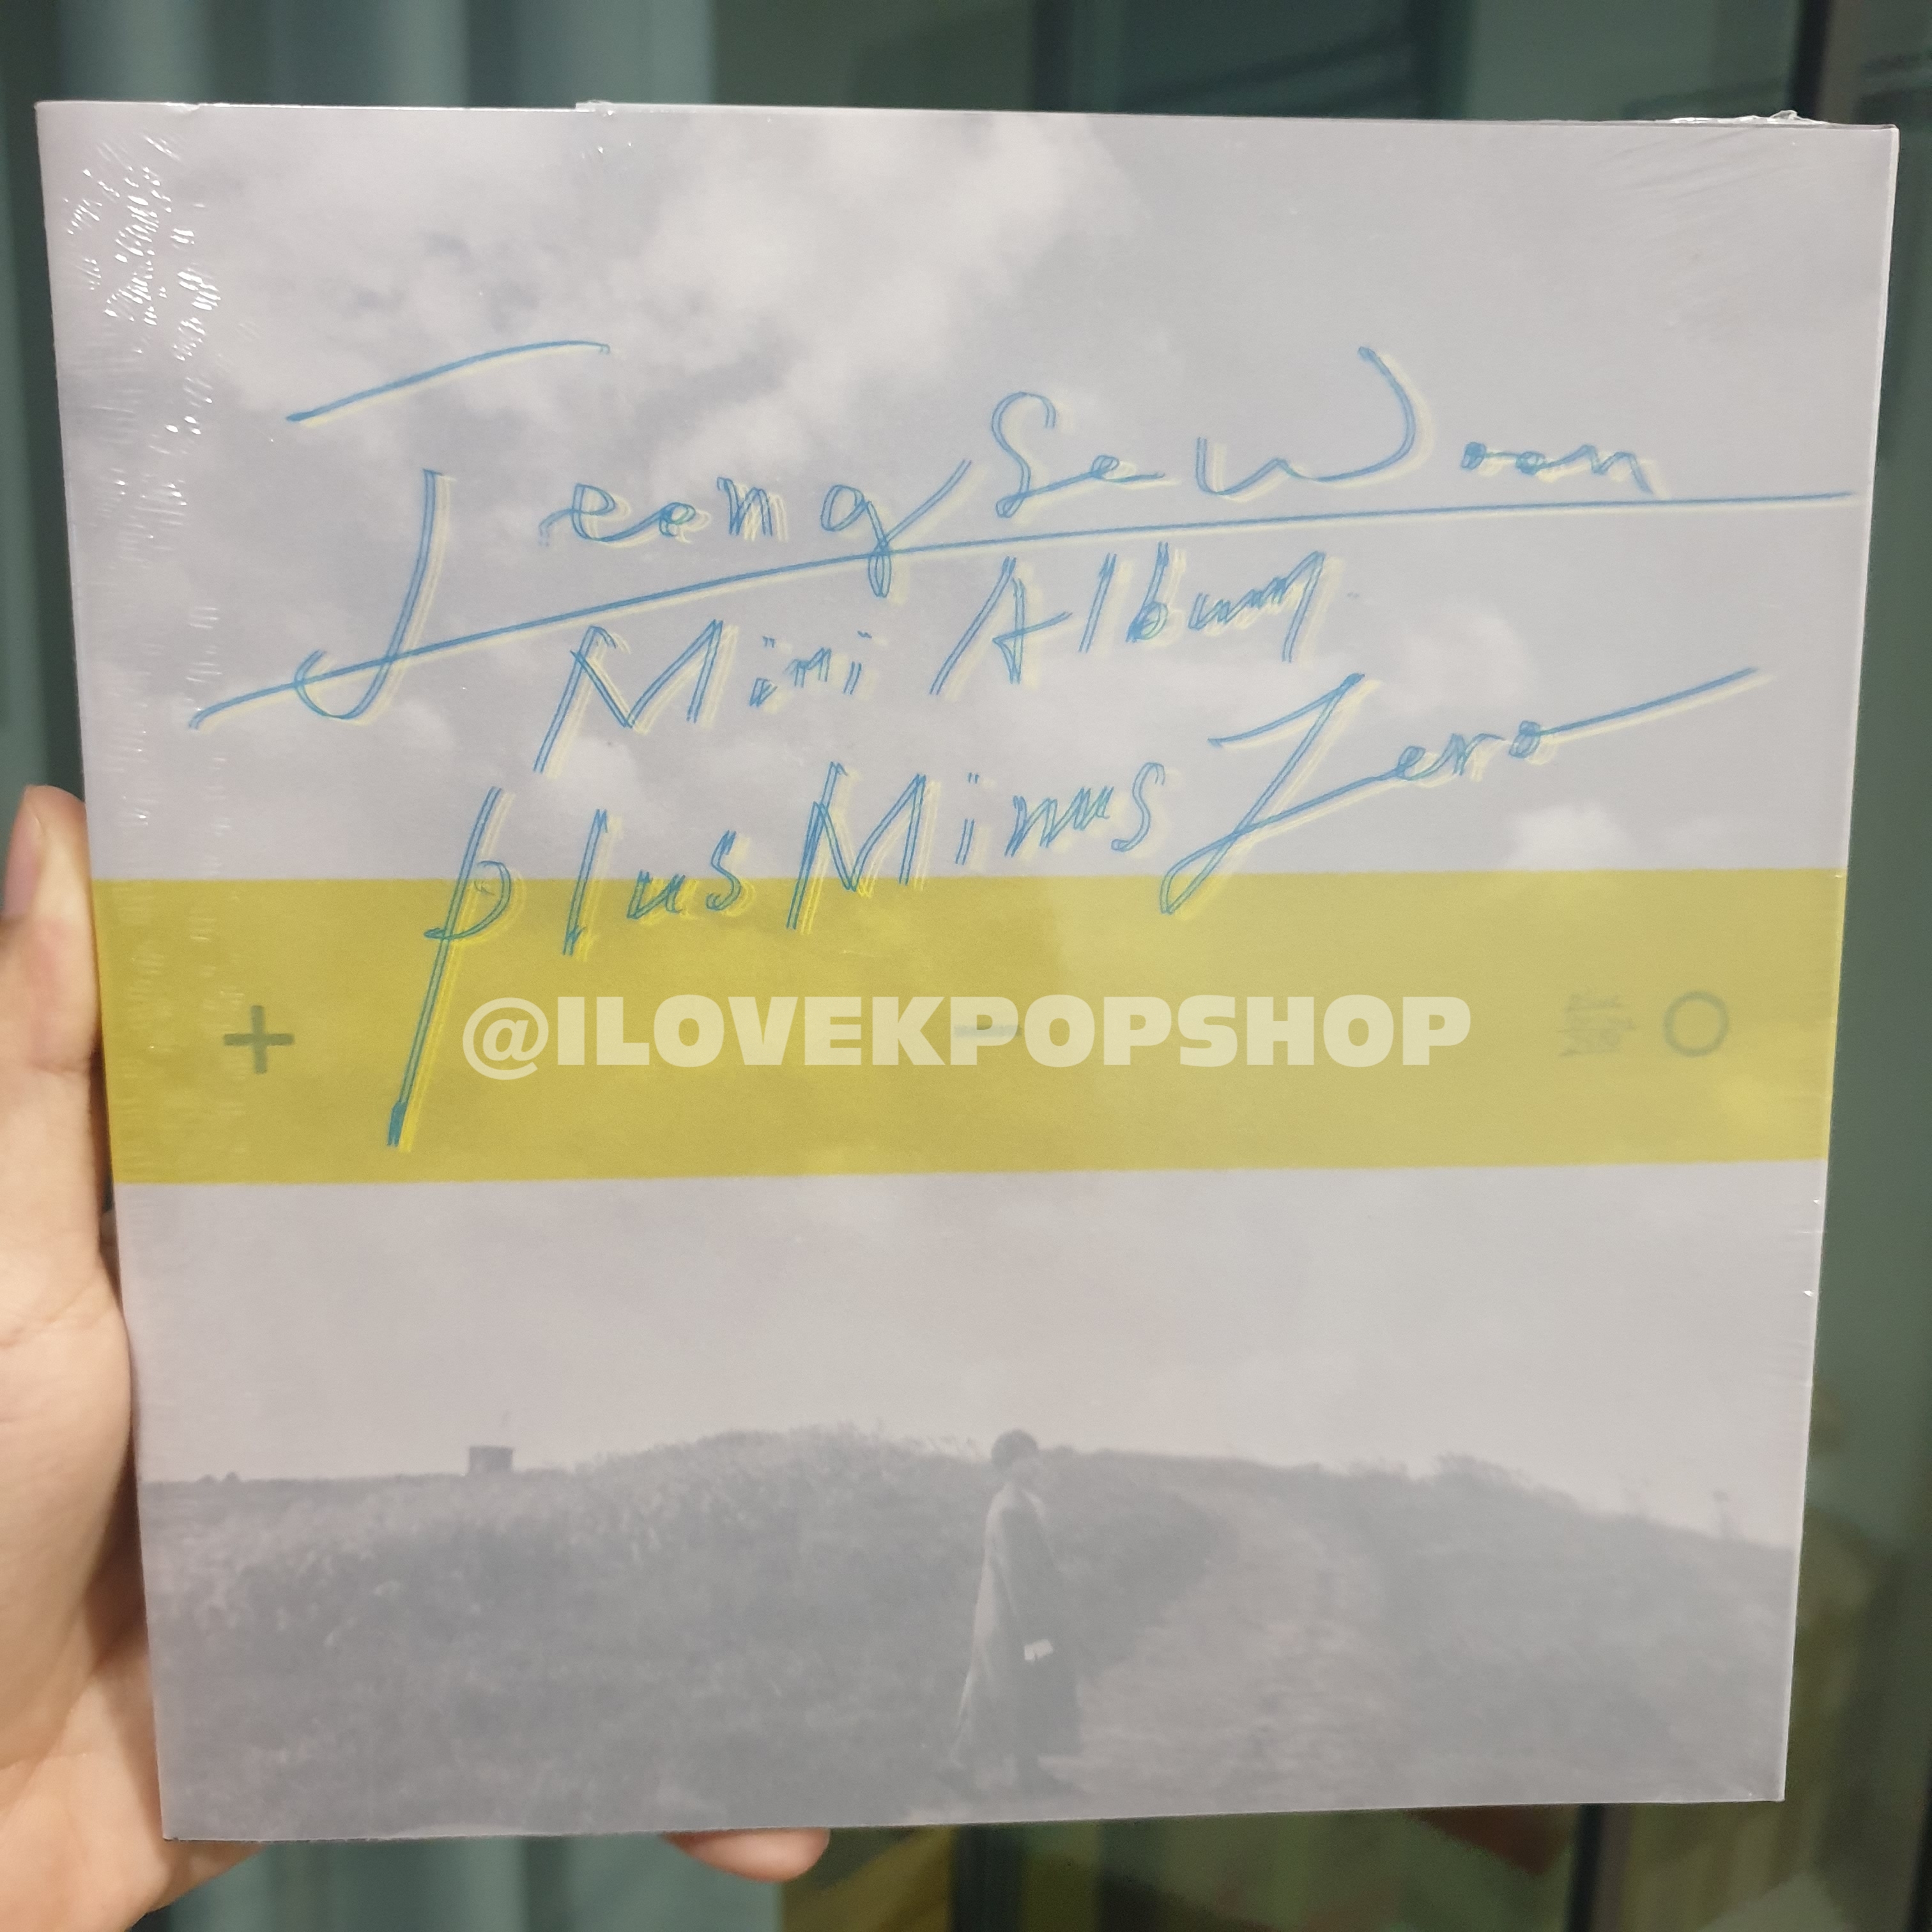 Jeong Se Woon
Mini Album
plus Minus Zero
+ - O
@ILOVEKPOPSHOP